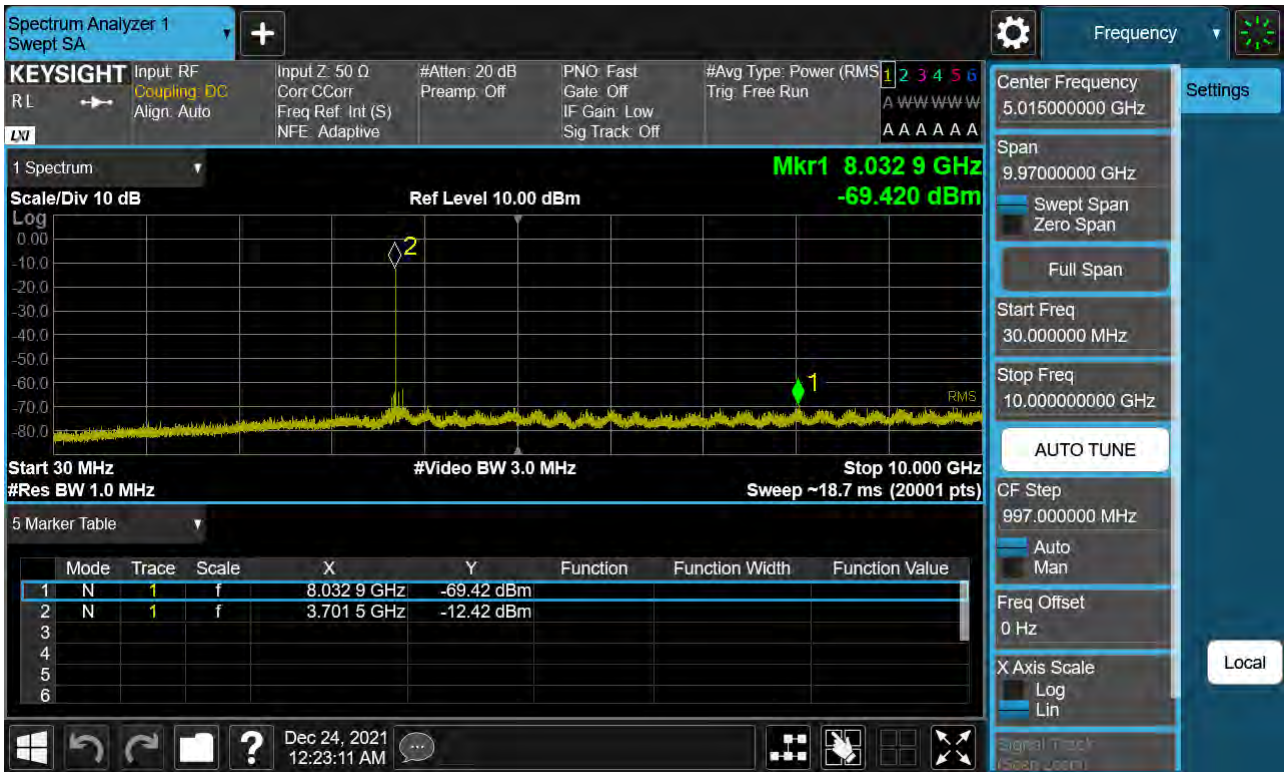 Spectrum Analyzer 1
Swept SA
+
Frequency
KEYSIGHT
RL
LXI
Input: RF
Coupling: DC
Align: Auto
Input Z: 50 Ω
Corr CCorr
Freq Ref: Int (S)
NFE: Adaptive
#Atten: 20 dB
Preamp: Off
PNO: Fast
Gate: Off
IF Gain: Low
Sig Track: Off
#Avg Type: Power (RMS
Trig: Free Run
1 2 3 4 5 6
A W W W W W
A A A A A A
1 Spectrum
Scale/Div 10 dB
Ref Level 10.00 dBm
Mkr1 8.032 9 GHz
-69.420 dBm
Log
0.00
-10.0
-20.0
-30.0
-40.0
-50.0
-60.0
-70.0
-80.0
2
1
RMS
Start 30 MHz
#Video BW 3.0 MHz
Stop 10.000 GHz
#Res BW 1.0 MHz
Sweep ~18.7 ms (20001 pts)
5 Marker Table
Mode Trace Scale X Y Function Function Width Function Value
1 N 1 f 8.032 9 GHz -69.42 dBm
2 N 1 f 3.701 5 GHz -12.42 dBm
3
4
5
6
?
Dec 24, 2021
12:23:11 AM
Center Frequency
5.015000000 GHz
Settings
Span
9.97000000 GHz
Swept Span
Zero Span
Full Span
Start Freq
30.000000 MHz
Stop Freq
10.000000000 GHz
AUTO TUNE
CF Step
997.000000 MHz
Auto
Man
Freq Offset
0 Hz
X Axis Scale
Log
Lin
Local
Signal Track
(Span Zoom)